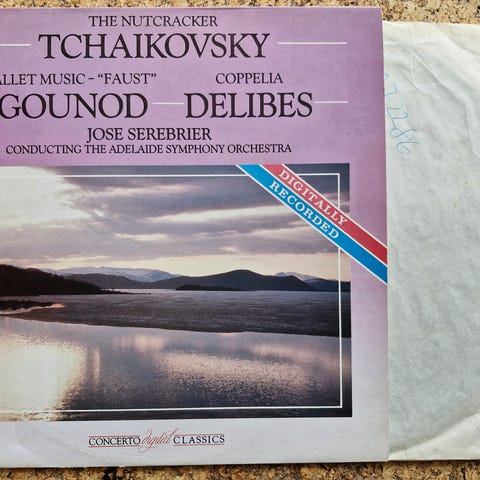 THE NUTCRACKER
TCHAIKOVSKY
ALLET MUSIC – "FAUST" COPPELIA
GOUNOD — DELIBES
JOSE SEREBRIER
CONDUCTING THE ADELAIDE SYMPHONY ORCHESTRA
DIGITALLY
RECORDED
CONCERTO digital CLASSICS